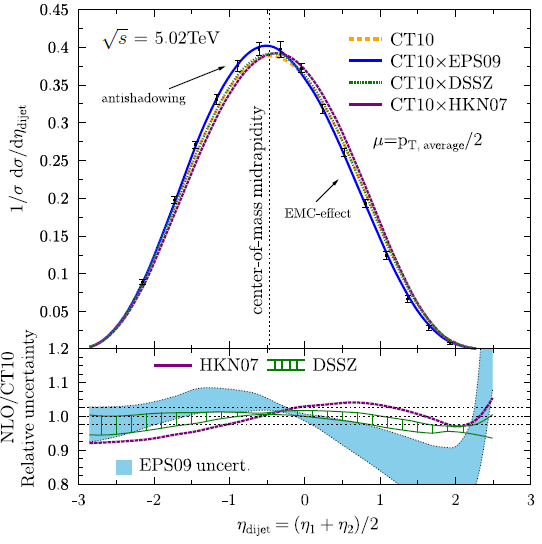 0.45
√s = 5.02TeV
CT10
CT10×EPS09
CT10×DSSZ
CT10×HKN07
0.4
antishadowing
0.35
μ=pT, average/2
0.3
1/σ dσ/dηdijet
0.25
center-of-mass midrapidity
0.2
EMC-effect
0.15
0.1
0.05
1.2
HKN07
DSSZ
1.1
NLO/CT10
Relative uncertainty
1.0
0.9
EPS09 uncert.
0.8
-3 -2 -1 0 1 2 3
ηdijet = (η1 + η2)/2